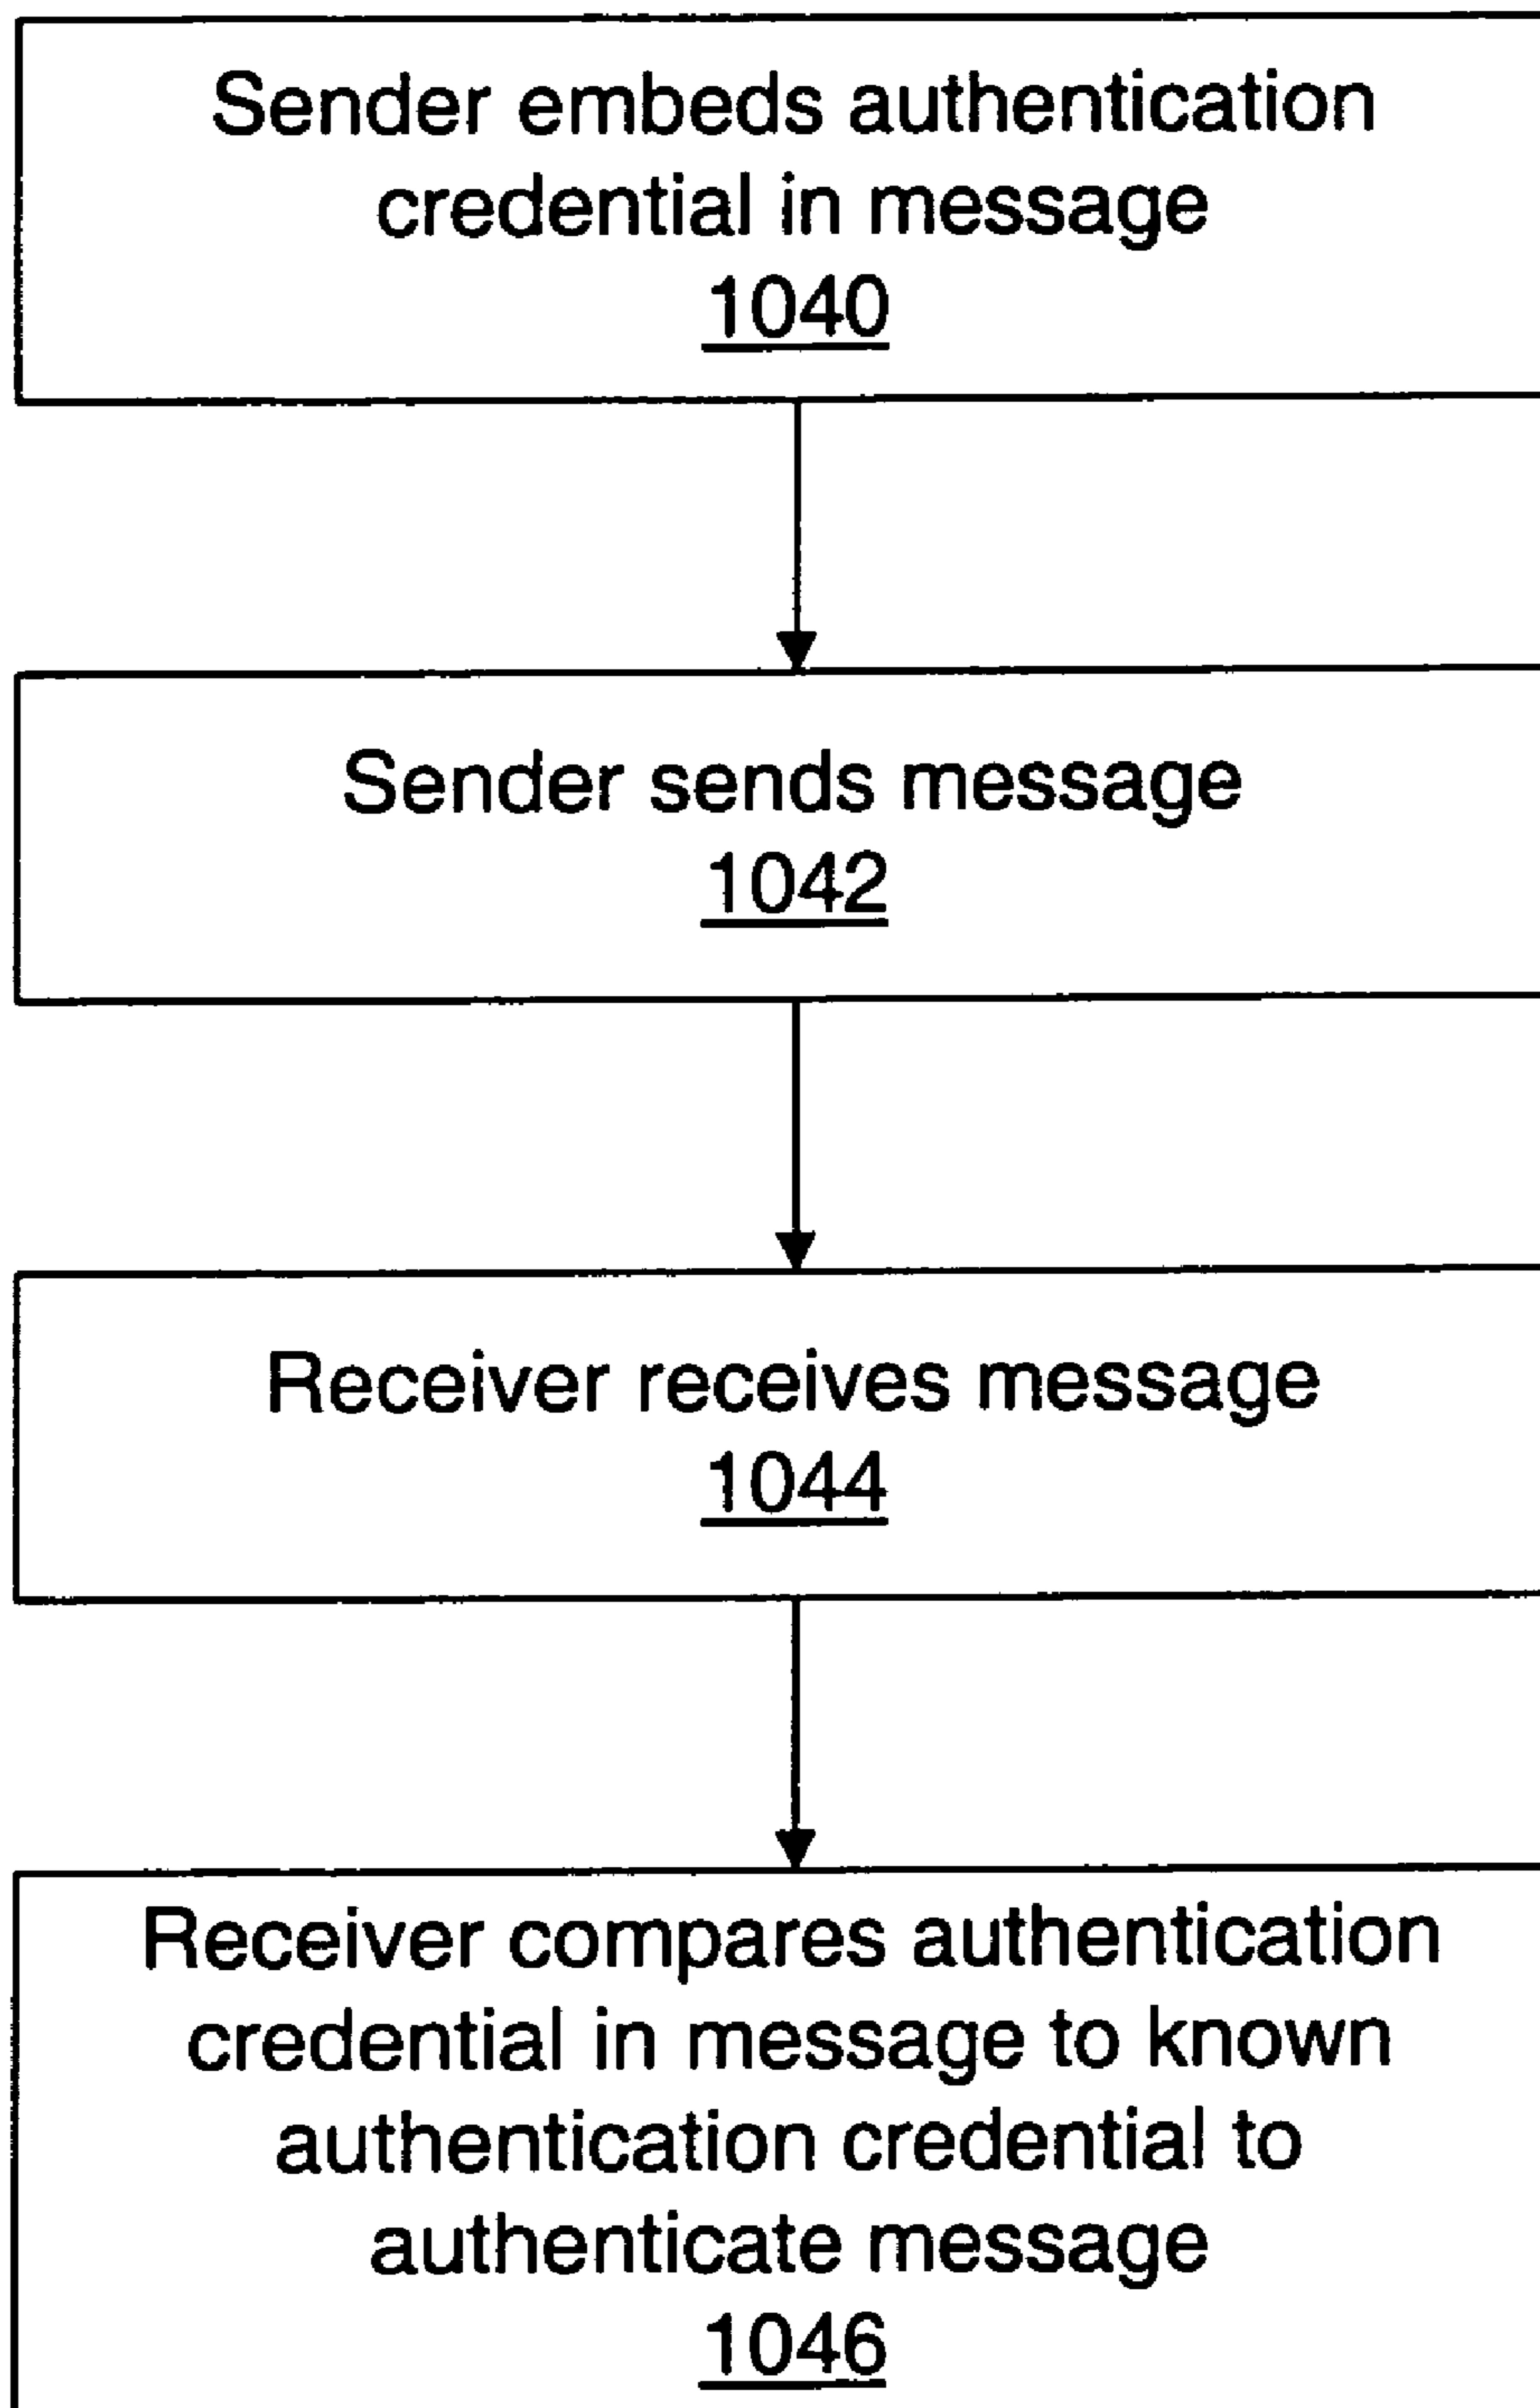 Sender embeds authentication
credential in message
1040
Sender sends message
1042
Receiver receives message
1044
Receiver compares authentication
credential in message to known
authentication credential to
authenticate message
1046